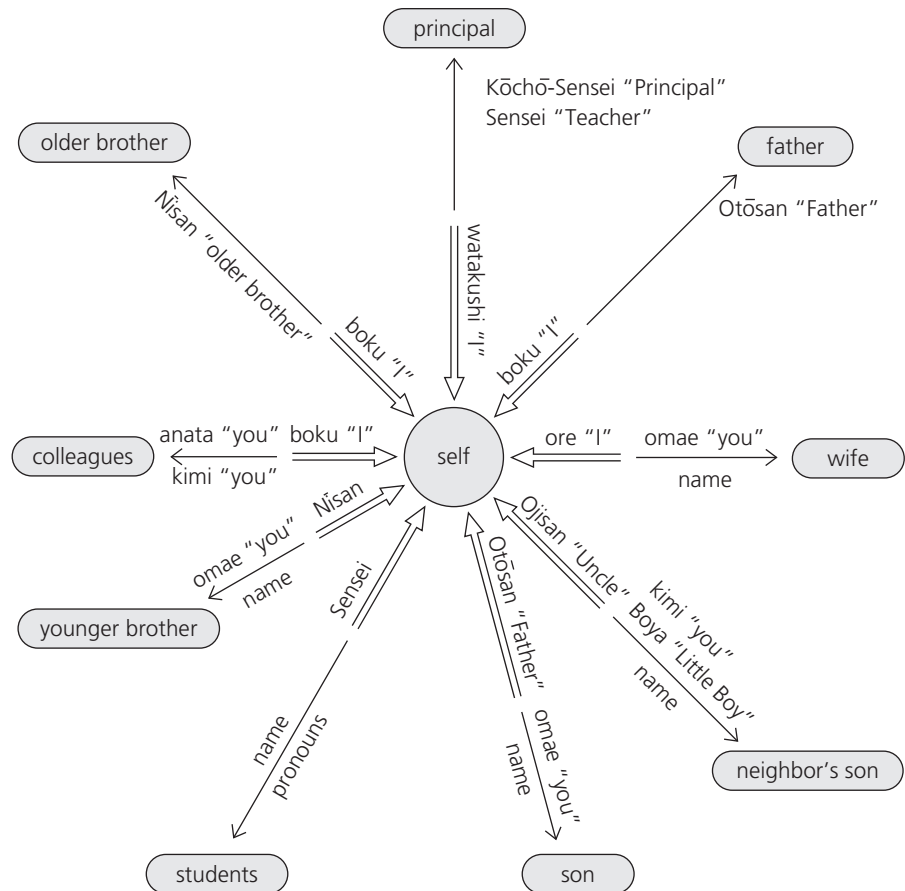 principal
Kōchō-Sensei “Principal”
Sensei “Teacher”
watakushi “I”
older brother
Nīsan “older brother”
boku “I”
father
Otōsan “Father”
boku “I”
colleagues
anata “you”
kimi “you”
boku “I”
self
ore “I”
omae “you”
name
wife
younger brother
omae “you”
name
Nīsan
students
name
pronouns
Sensei
son
Otōsan “Father”
omae “you”
name
neighbor's son
Ojisan “Uncle”
kimi “you”
Boya “Little Boy”
name